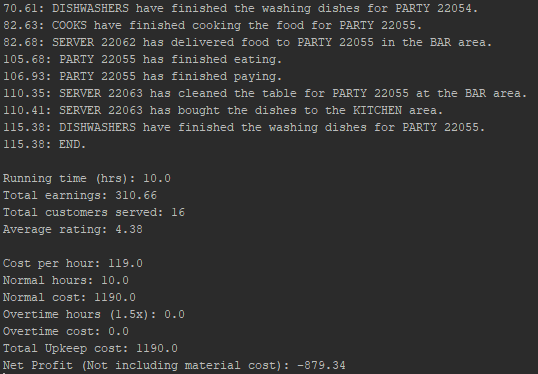 70.61: DISHWASHERS have finished the washing dishes for PARTY 22054.
82.63: COOKS have finished cooking the food for PARTY 22055.
82.68: SERVER 22062 has delivered food to PARTY 22055 in the BAR area.
105.68: PARTY 22055 has finished eating.
106.93: PARTY 22055 has finished paying.
110.35: SERVER 22063 has cleaned the table for PARTY 22055 at the BAR area.
110.41: SERVER 22063 has bought the dishes to the KITCHEN area.
115.38: DISHWASHERS have finished the washing dishes for PARTY 22055.
115.38: END.
Running time (hrs): 10.0
Total earnings: 310.66
Total customers served: 16
Average rating: 4.38
Cost per hour: 119.0
Normal hours: 10.0
Normal cost: 1190.0
Overtime hours (1.5x): 0.0
Overtime cost: 0.0
Total Upkeep cost: 1190.0
Net Profit (Not including material cost): -879.34